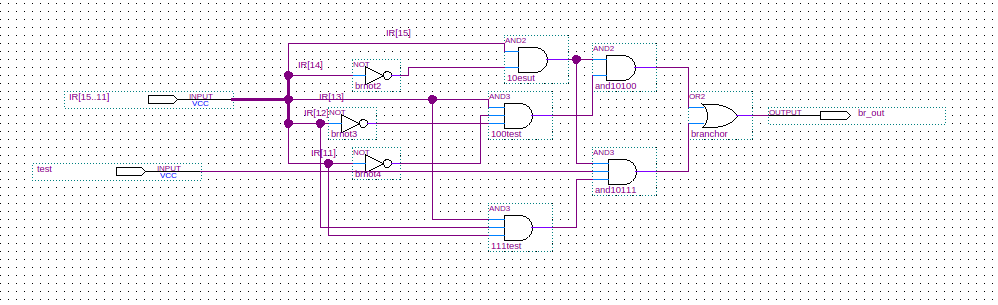 IR[15]
AND2
AND2
IR[14]
NOT
brnot2
10esut
and10100
IR[15..11]
INPUT
VCC
IR[13]
AND3
OR2
IR[12]
NOT
brnot3
100test
branchor
OUTPUT
br_out
IR[11]
NOT
AND3
test
INPUT
VCC
brnot4
and10111
AND3
111test